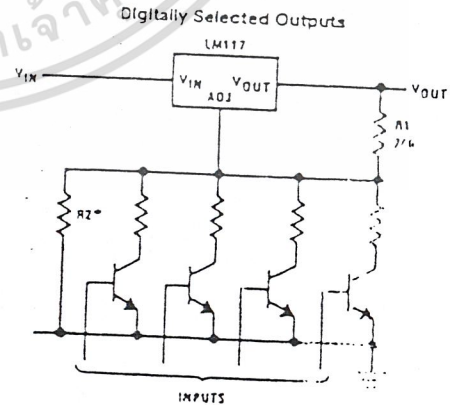 Digitally Selected Outputs
LM117
VIN
VIN
VOUT
ADJ
VOUT
R1
R2*
INPUTS